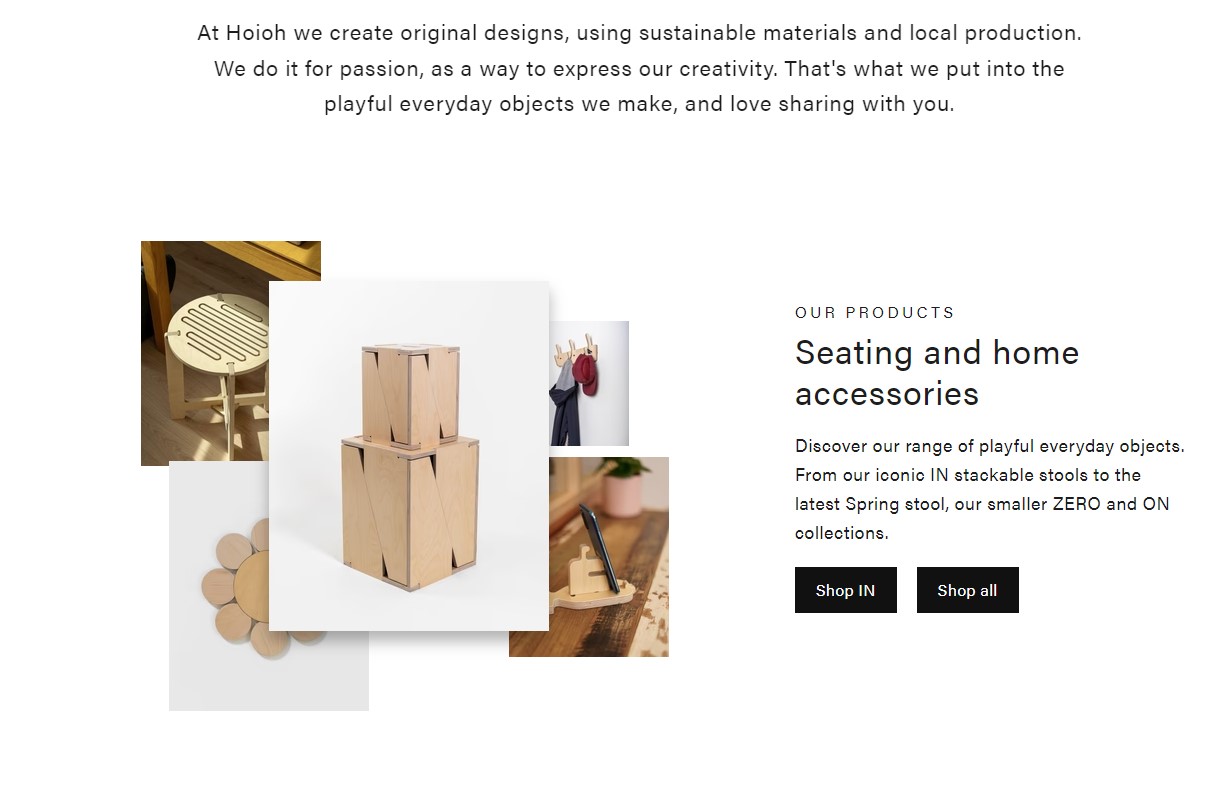 At Hoioh we create original designs, using sustainable materials and local production.
We do it for passion, as a way to express our creativity. That's what we put into the
playful everyday objects we make, and love sharing with you.
OUR PRODUCTS
Seating and home
accessories
Discover our range of playful everyday objects.
From our iconic IN stackable stools to the
latest Spring stool, our smaller ZERO and ON
collections.
Shop IN
Shop all